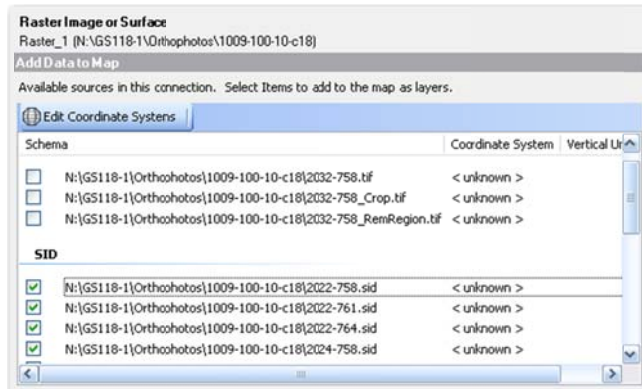 Raster Image or Surface
Raster_1 (N:\GS118-1\Orthophotos\1009-100-10-c18)
Add Data to Map
Available sources in this connection. Select Items to add to the map as layers.
Edit Coordinate Systens
Schema Coordinate System Vertical Un
N:\GS118-1\Orthophotos\1009-100-10-c18\2032-758.tif < unknown >
N:\GS118-1\Orthophotos\1009-100-10-c18\2032-758_Crop.tif < unknown >
N:\GS118-1\Orthophotos\1009-100-10-c18\2032-758_RemRegion.tif < unknown >
SID
N:\GS118-1\Orthophotos\1009-100-10-c18\2022-758.sid < unknown >
N:\GS118-1\Orthophotos\1009-100-10-c18\2022-761.sid < unknown >
N:\GS118-1\Orthophotos\1009-100-10-c18\2022-764.sid < unknown >
N:\GS118-1\Orthophotos\1009-100-10-c18\2024-758.sid < unknown >